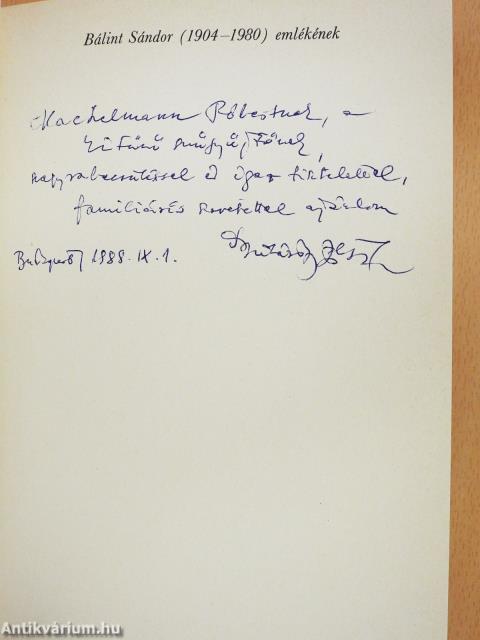 Bálint Sándor (1904–1980) emlékének
Machelmann Róbertnek, a
kitűnő műgyűjtőnek,
nagyrabecsüléssel és igaz tisztelettel,
familiáris szeretettel ajánlom
Budapest, 1989. IX. 1.
Antikvárium.hu